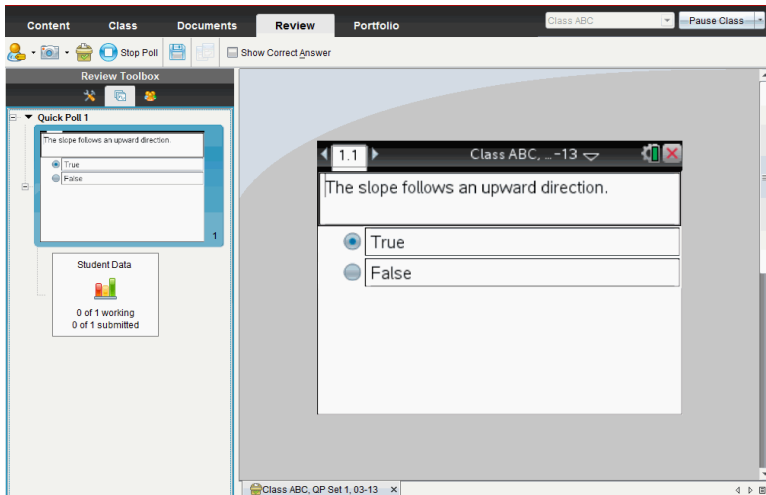 Content Class Documents Review Portfolio Class ABC Pause Class
Stop Poll Show Correct Answer
Review Toolbox
Quick Poll 1
The slope follows an upward direction.
True
False
1
Student Data
0 of 1 working
0 of 1 submitted
1.1 Class ABC, ...-13
The slope follows an upward direction.
True
False
Class ABC, QP Set 1, 03-13 x